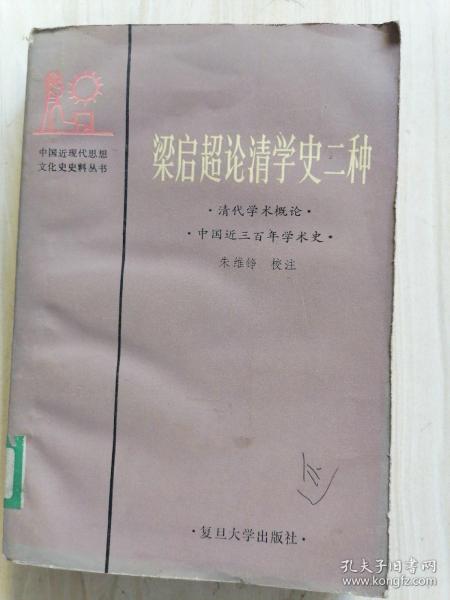 中国近现代思想
文化史史料丛书
梁启超论清学史二种
·清代学术概论·
·中国近三百年学术史·
朱维铮 校注
·复旦大学出版社·
孔夫子旧书网
www.kongfz.com